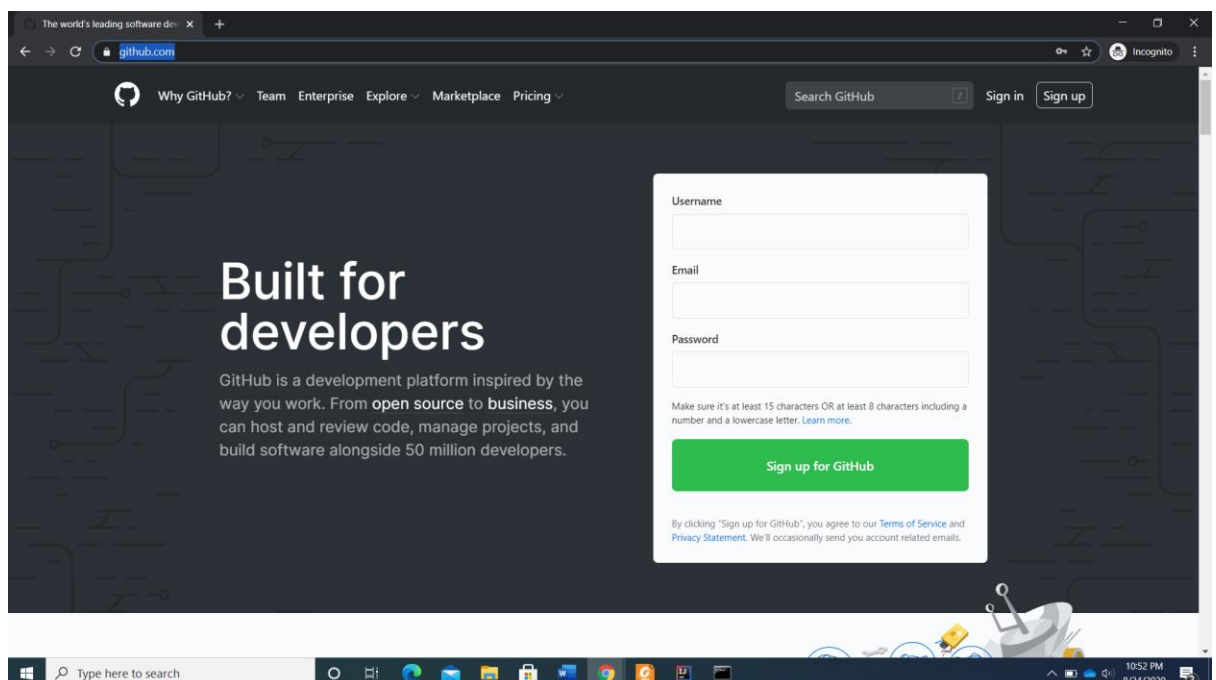 The world's leading software dev
github.com
Incognito
Why GitHub? Team Enterprise Explore Marketplace Pricing
Search GitHub /
Sign in Sign up
Built for
developers
GitHub is a development platform inspired by the
way you work. From open source to business, you
can host and review code, manage projects, and
build software alongside 50 million developers.
Username
Email
Password
Make sure it's at least 15 characters OR at least 8 characters including a
number and a lowercase letter. Learn more.
Sign up for GitHub
By clicking "Sign up for GitHub", you agree to our Terms of Service and
Privacy Statement. We'll occasionally send you account related emails.
Type here to search
10:52 PM